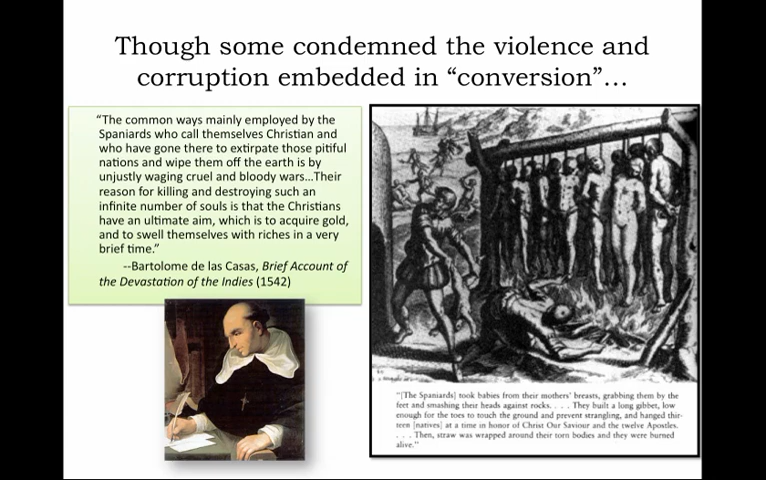 Though some condemned the violence and
corruption embedded in “conversion”…
“The common ways mainly employed by the
Spaniards who call themselves Christian and
who have gone there to extirpate those pitiful
nations and wipe them off the earth is by
unjustly waging cruel and bloody wars…Their
reason for killing and destroying such an
infinite number of souls is that the Christians
have an ultimate aim, which is to acquire gold,
and to swell themselves with riches in a very
brief time.”
--Bartolome de las Casas, Brief Account of
the Devastation of the Indies (1542)
“[The Spaniards] took babies from their mothers’ breasts, grabbing them by the
feet and smashing their heads against rocks. . . . They built a long gibbet, low
enough for the toes to touch the ground and prevent strangling, and hanged thir-
teen [natives] at a time in honor of Christ Our Saviour and the twelve Apostles.
. . . Then, straw was wrapped around their torn bodies and they were burned
alive.”